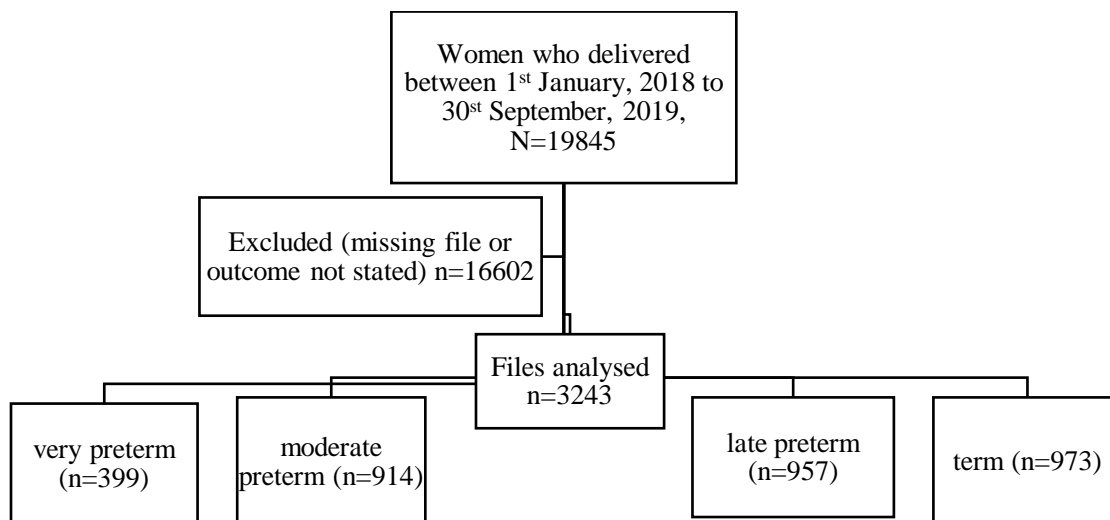 Women who delivered
between 1st January, 2018 to
30st September, 2019,
N=19845
Excluded (missing file or
outcome not stated) n=16602
Files analysed
n=3243
very preterm
(n=399)
moderate
preterm (n=914)
late preterm
(n=957)
term (n=973)